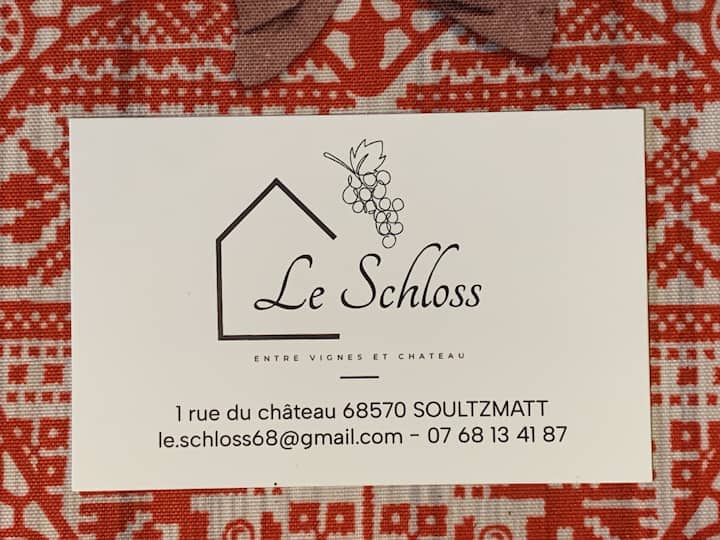 Le Schloss
ENTRE VIGNES ET CHATEAU
1 rue du château 68570 SOULTZMATT
le.schloss68@gmail.com - 07 68 13 41 87